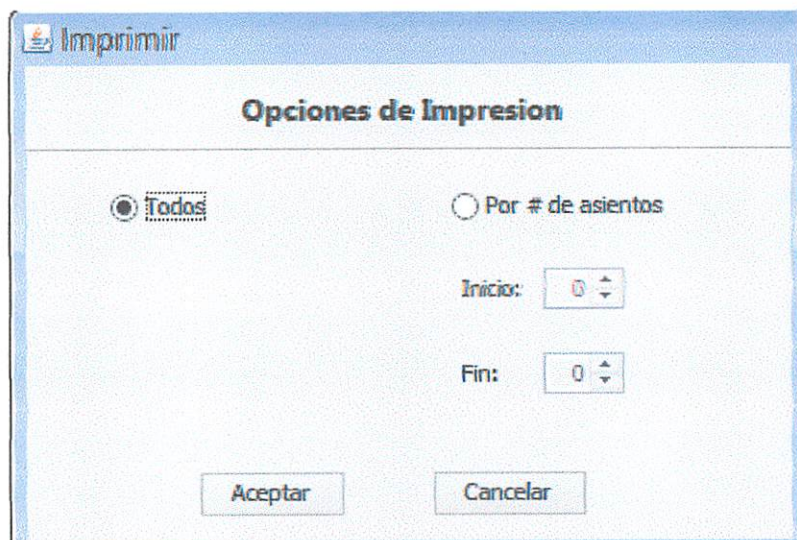 Imprimir
Opciones de Impresion
Todos
Por # de asientos
Inicio: 0
Fin: 0
Aceptar
Cancelar